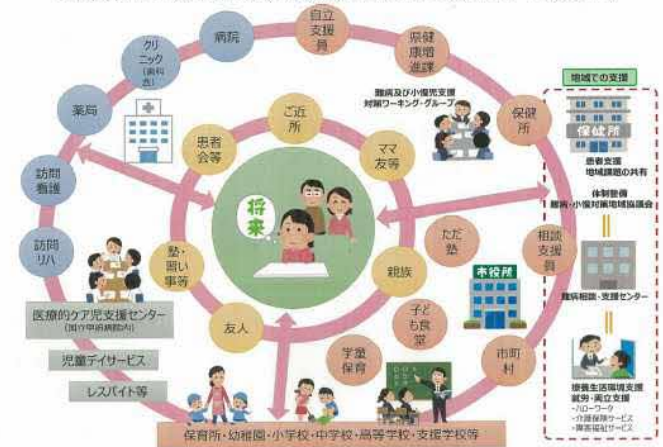 自立
支援
員
病院
県健
康増
進課
クリ
ニック
(歯科
含)
地域での支援
難病及び小慢児支援
対策ワーキング・グループ
薬局
保健
所
ご近
所
保健所
患者
会等
ママ
友等
患者支援
地域課題の共有
訪問
看護
将来
体制整備
難病・小慢対策地域協議会
ただ
塾
相談
支援
員
訪問
リハ
塾・
習い
事等
親族
市役所
難病相談・支援センター
医療的ケア児支援センター
(国立甲府病院内)
友人
子ど
も食
堂
児童デイサービス
学童
保育
市町
村
療養生活環境支援
就労・両立支援
・ハローワーク
・介護保険サービス
・障害福祉サービス
レスパイト等
保育所・幼稚園・小学校・中学校・高等学校・支援学校等